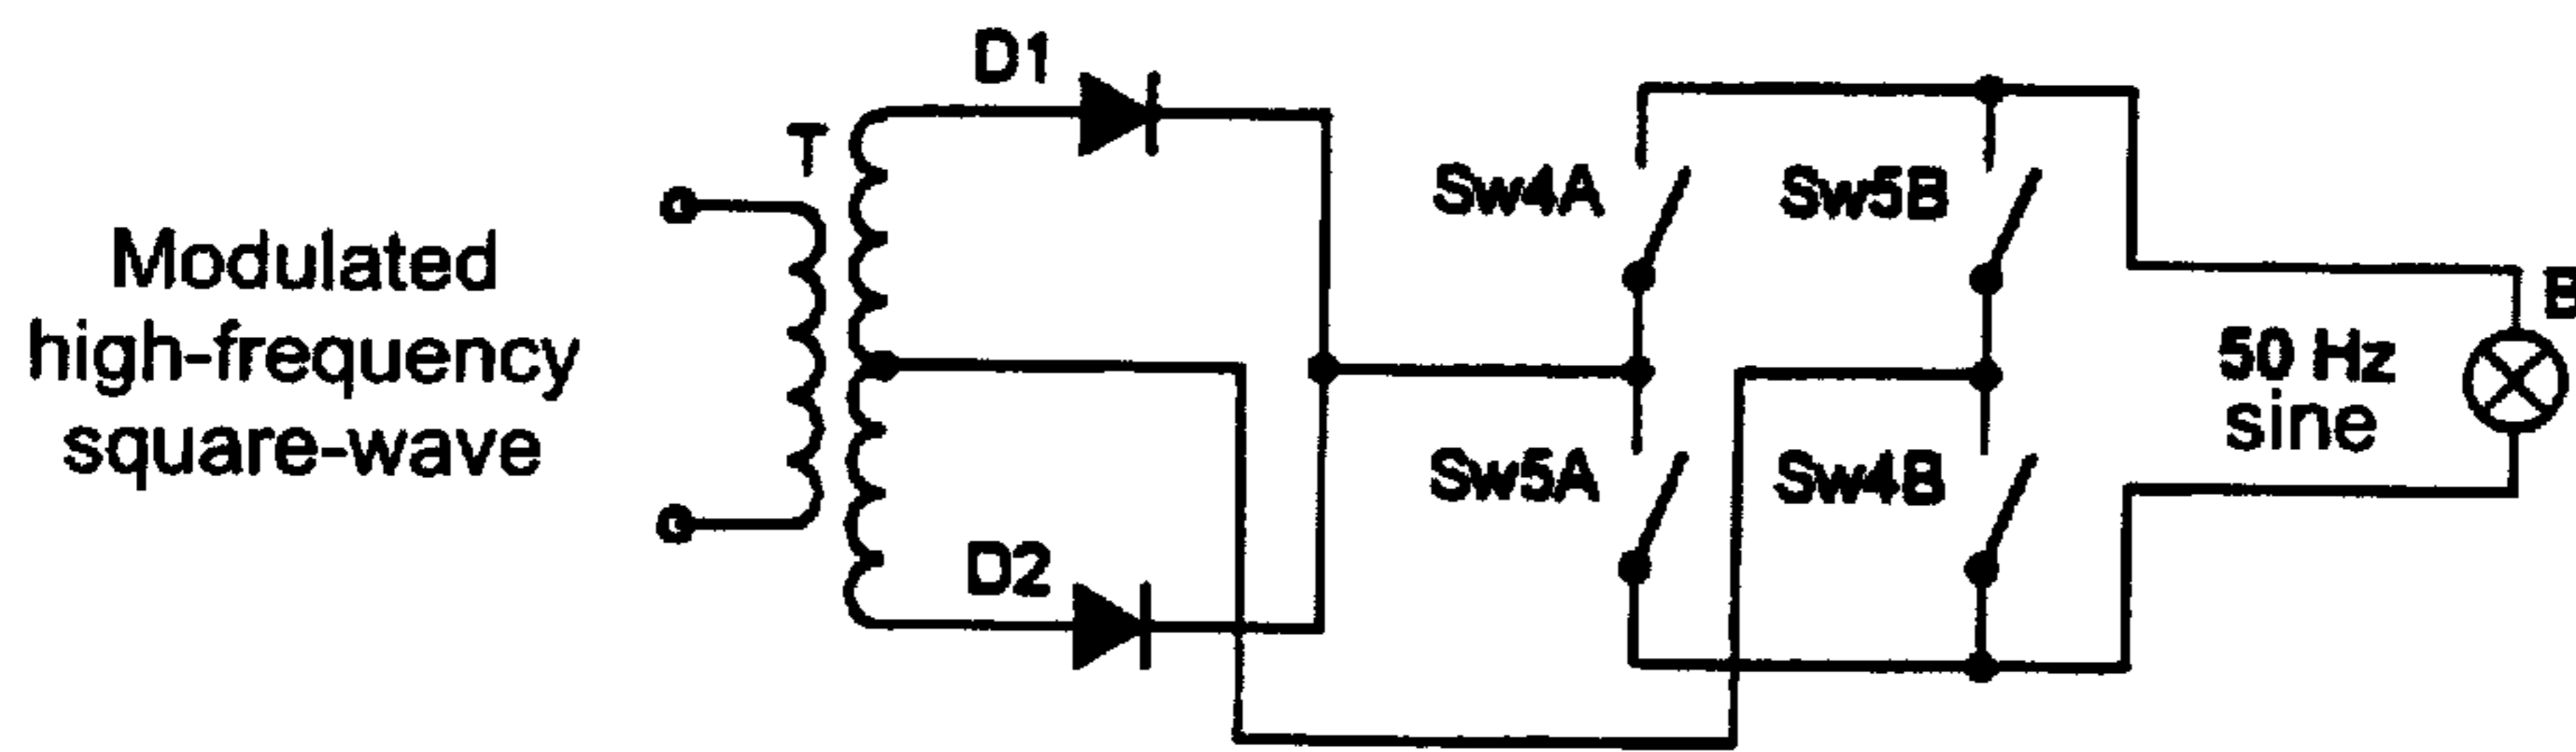 D1
T
Sw4A
Sw5B
Modulated
high-frequency
square-wave
B
50 Hz
sine
Sw5A
Sw4B
D2